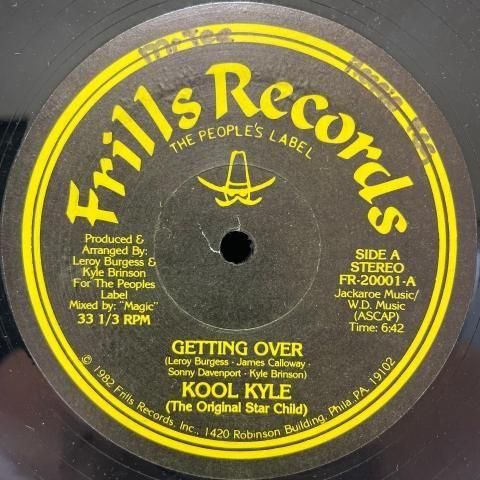 Mr Tee
Frills Records
THE PEOPLE'S LABEL
Produced &
Arranged By:
Leroy Burgess &
Kyle Brinson
For The Peoples
Label
Mixed by: "Magic"
33 1/3 RPM
SIDE A
STEREO
FR-20001-A
Jackaroe Music/
W.D. Music
(ASCAP)
Time: 6:42
GETTING OVER
(Leroy Burgess - James Calloway -
Sonny Davenport - Kyle Brinson)
KOOL KYLE
(The Original Star Child)
© 1982 Frills Records, Inc., 1420 Robinson Building, Phila., PA. 19102